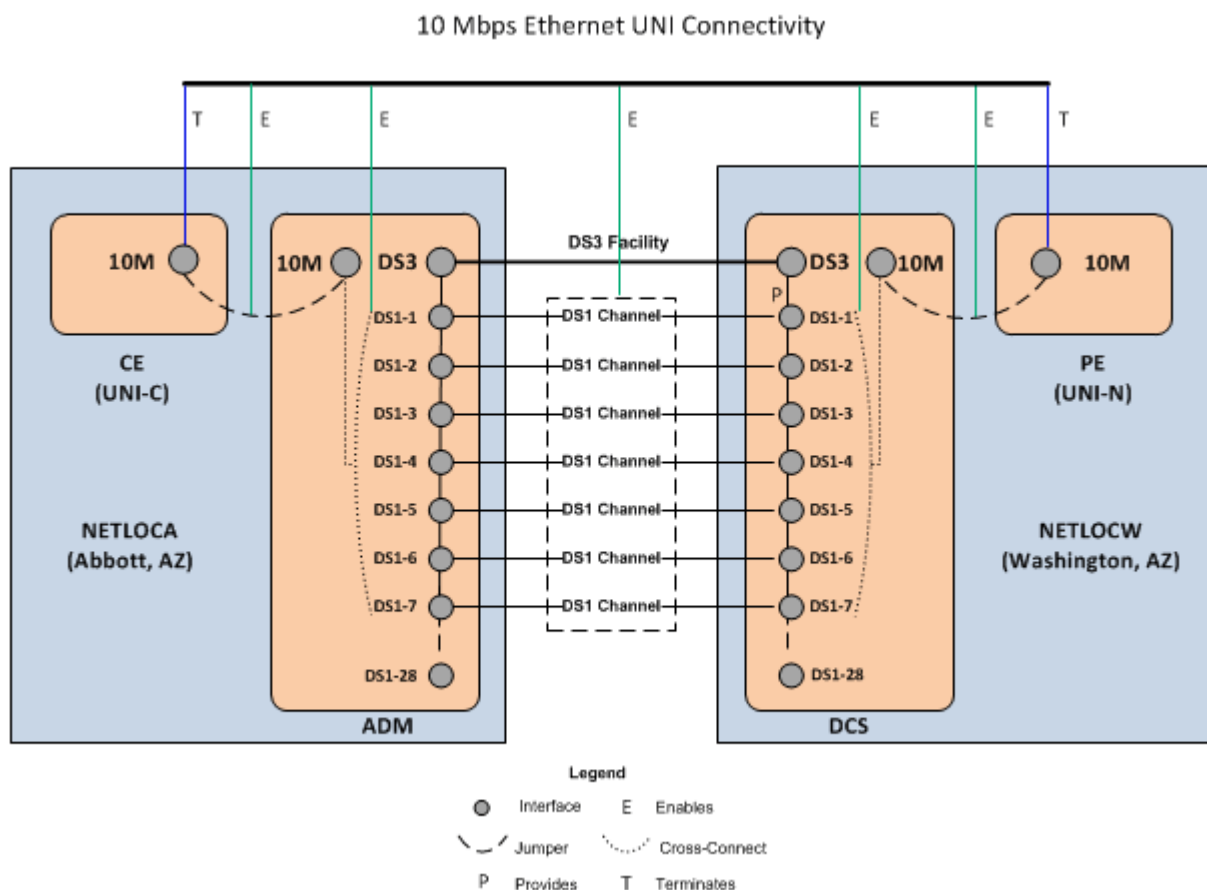 10 Mbps Ethernet UNI Connectivity
T E E E E E T
10M 10M DS3 DS3 Facility DS3 10M 10M
P
DS1-1 DS1 Channel DS1-1
CE
(UNI-C)
PE
(UNI-N)
DS1-2 DS1 Channel DS1-2
DS1-3 DS1 Channel DS1-3
DS1-4 DS1 Channel DS1-4
DS1-5 DS1 Channel DS1-5
NETLOCA
(Abbott, AZ)
NETLOCW
(Washington, AZ)
DS1-6 DS1 Channel DS1-6
DS1-7 DS1 Channel DS1-7
DS1-28 DS1-28
ADM DCS
Legend
Interface E Enables
Jumper Cross-Connect
P Provides T Terminates